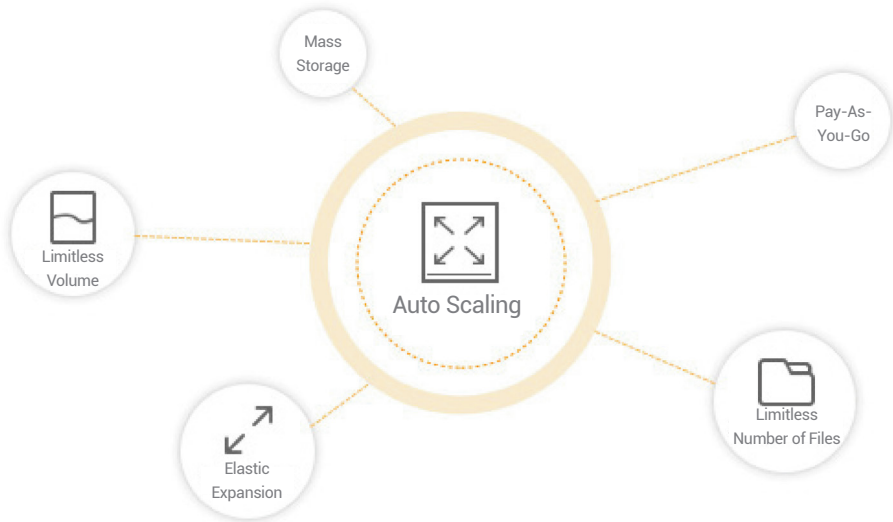 Mass
Storage
Pay-As-
You-Go
Limitless
Volume
Auto Scaling
Limitless
Number of Files
Elastic
Expansion